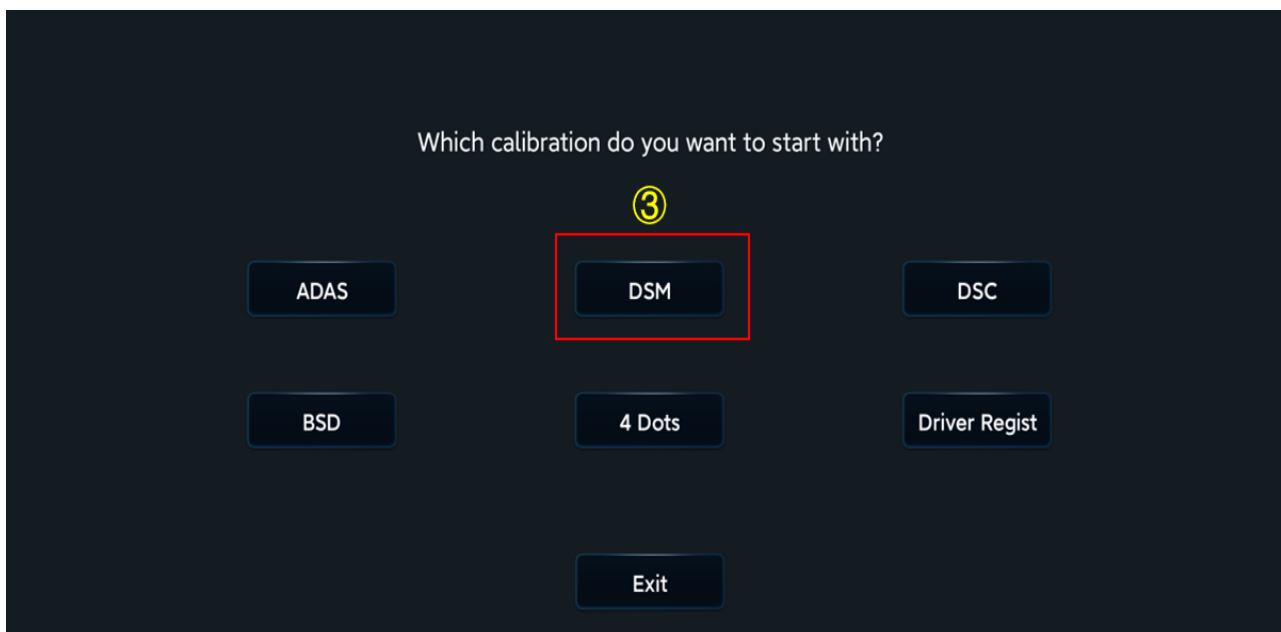 Which calibration do you want to start with?
③
ADAS DSM DSC
BSD 4 Dots Driver Regist
Exit